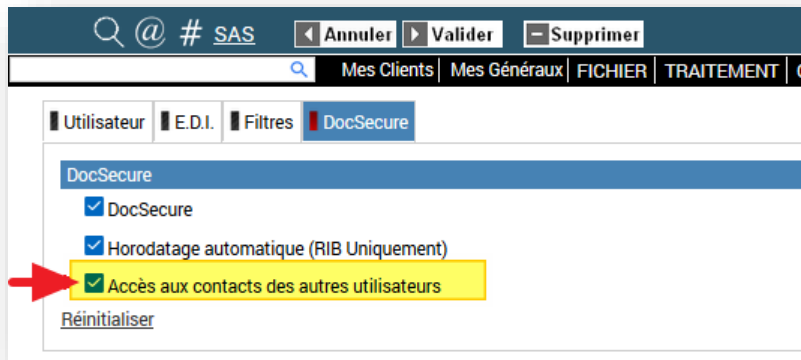 @ # SAS Annuler Valider Supprimer
Mes Clients Mes Généraux FICHIER TRAITEMENT
Utilisateur E.D.I. Filtres DocSecure
DocSecure
DocSecure
Horodatage automatique (RIB Uniquement)
Accès aux contacts des autres utilisateurs
Réinitialiser